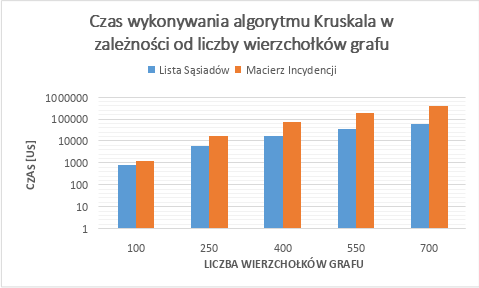 Czas wykonywania algorytmu Kruskala w
zależności od liczby wierzchołków grafu
Lista Sąsiadów Macierz Incydencji
1000000
100000
10000
1000
100
10
1
CzAs [Us]
100 250 400 550 700
LICZBA WIERZCHOŁKÓW GRAFU